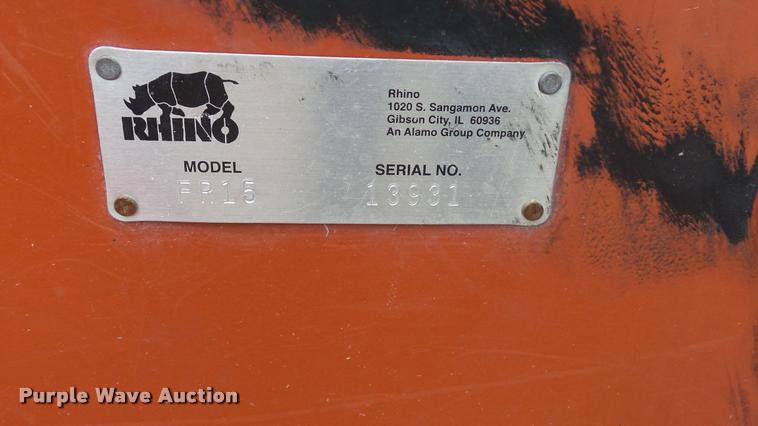 RHINO
Rhino
1020 S. Sangamon Ave.
Gibson City, IL 60936
An Alamo Group Company
MODEL
SERIAL NO.
FR15
13931
Purple Wave Auction